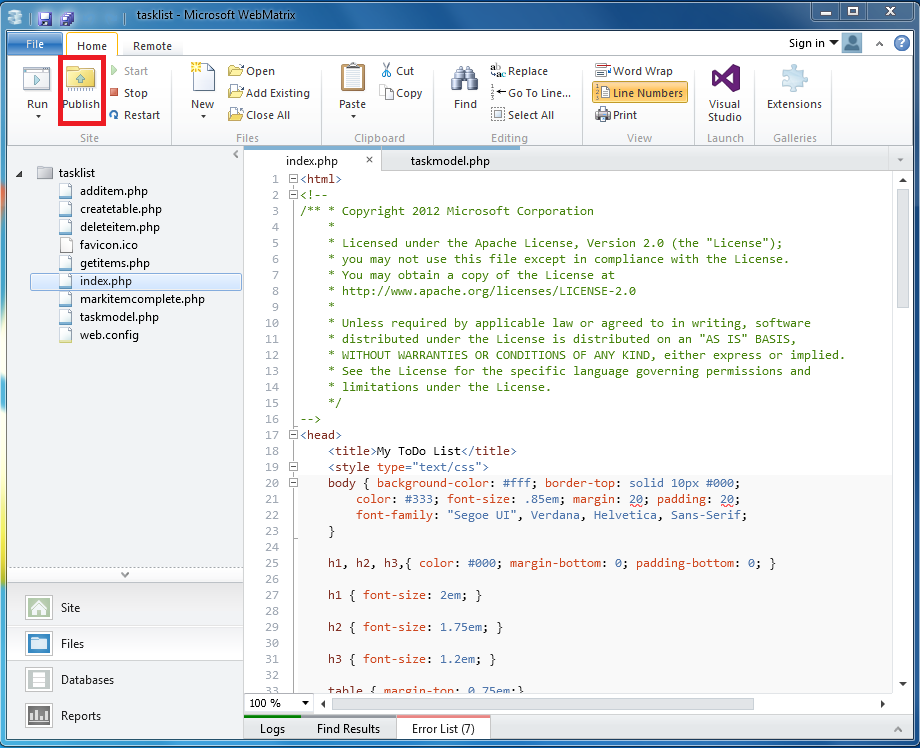 tasklist - Microsoft WebMatrix
File Home Remote Sign in
Run
Publish
Start
Stop
Restart
Site
New
Open
Add Existing
Close All
Files
Paste
Cut
Copy
Clipboard
Find
Replace
Go To Line...
Select All
Editing
Word Wrap
Line Numbers
Print
View
Visual
Studio
Launch
Extensions
Galleries
tasklist
additem.php
createtable.php
deleteitem.php
favicon.ico
getitems.php
index.php
markitemcomplete.php
taskmodel.php
web.config
Site
Files
Databases
Reports
index.php taskmodel.php
1 <html>
2 <!--
3 /** * Copyright 2012 Microsoft Corporation
4 *
5 * Licensed under the Apache License, Version 2.0 (the "License");
6 * you may not use this file except in compliance with the License.
7 * You may obtain a copy of the License at
8 * http://www.apache.org/licenses/LICENSE-2.0
9 *
10 * Unless required by applicable law or agreed to in writing, software
11 * distributed under the License is distributed on an "AS IS" BASIS,
12 * WITHOUT WARRANTIES OR CONDITIONS OF ANY KIND, either express or implied.
13 * See the License for the specific language governing permissions and
14 * limitations under the License.
15 */
16 -->
17 <head>
18 <title>My ToDo List</title>
19 <style type="text/css">
20 body { background-color: #fff; border-top: solid 10px #000;
21 color: #333; font-size: .85em; margin: 20; padding: 20;
22 font-family: "Segoe UI", Verdana, Helvetica, Sans-Serif;
23 }
24
25 h1, h2, h3,{ color: #000; margin-bottom: 0; padding-bottom: 0; }
26
27 h1 { font-size: 2em; }
28
29 h2 { font-size: 1.75em; }
30
31 h3 { font-size: 1.2em; }
32
33 table { margin-top: 0.75em;}
100 %
Logs Find Results Error List (7)